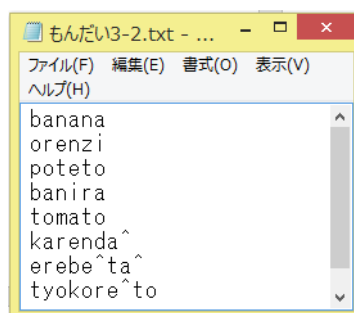 もんだい3-2.txt - ...
ファイル(F) 編集(E) 書式(O) 表示(V)
ヘルプ(H)
banana
orenzi
poteto
banira
tomato
karenda^
erebe^ta^
tyokore^to